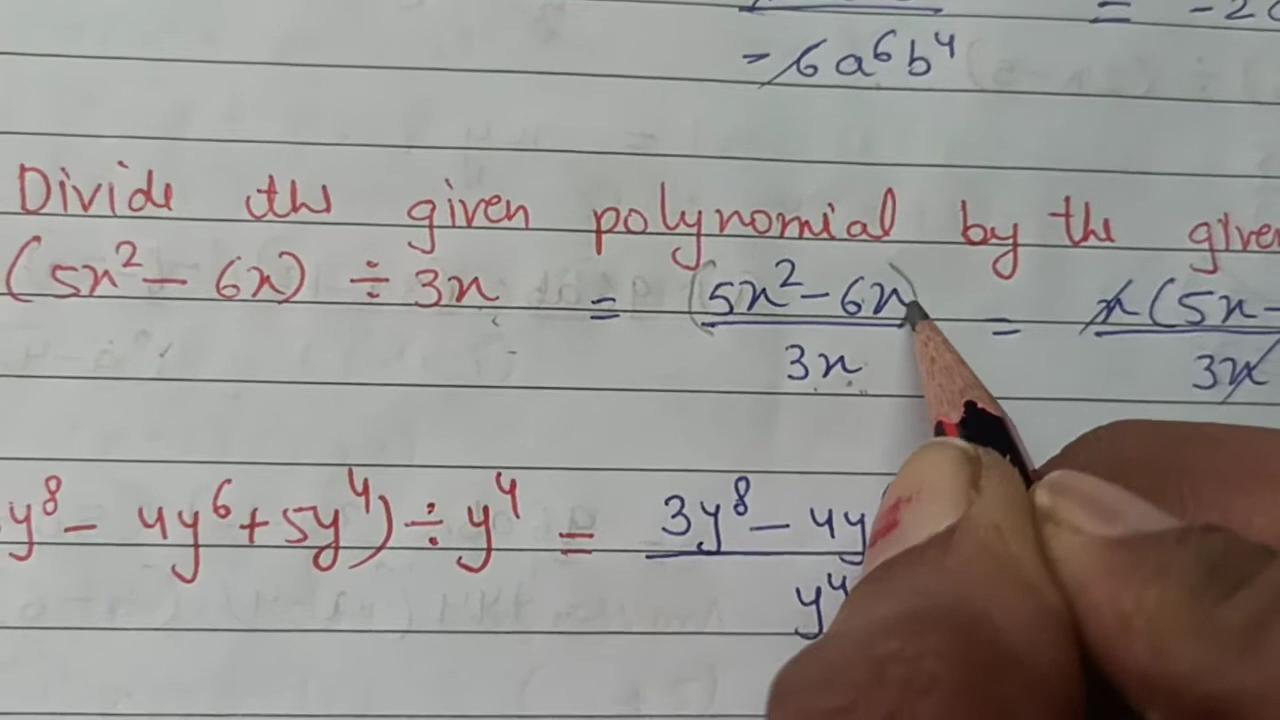 = -2
-6a⁶b⁴
Divide the given polynomial by the given
(5x² - 6x) ÷ 3x = (5x² - 6x) / 3x = x(5x - / 3x
y⁸ - 4y⁶ + 5y⁴) ÷ y⁴ = 3y⁸ - 4y / y⁴